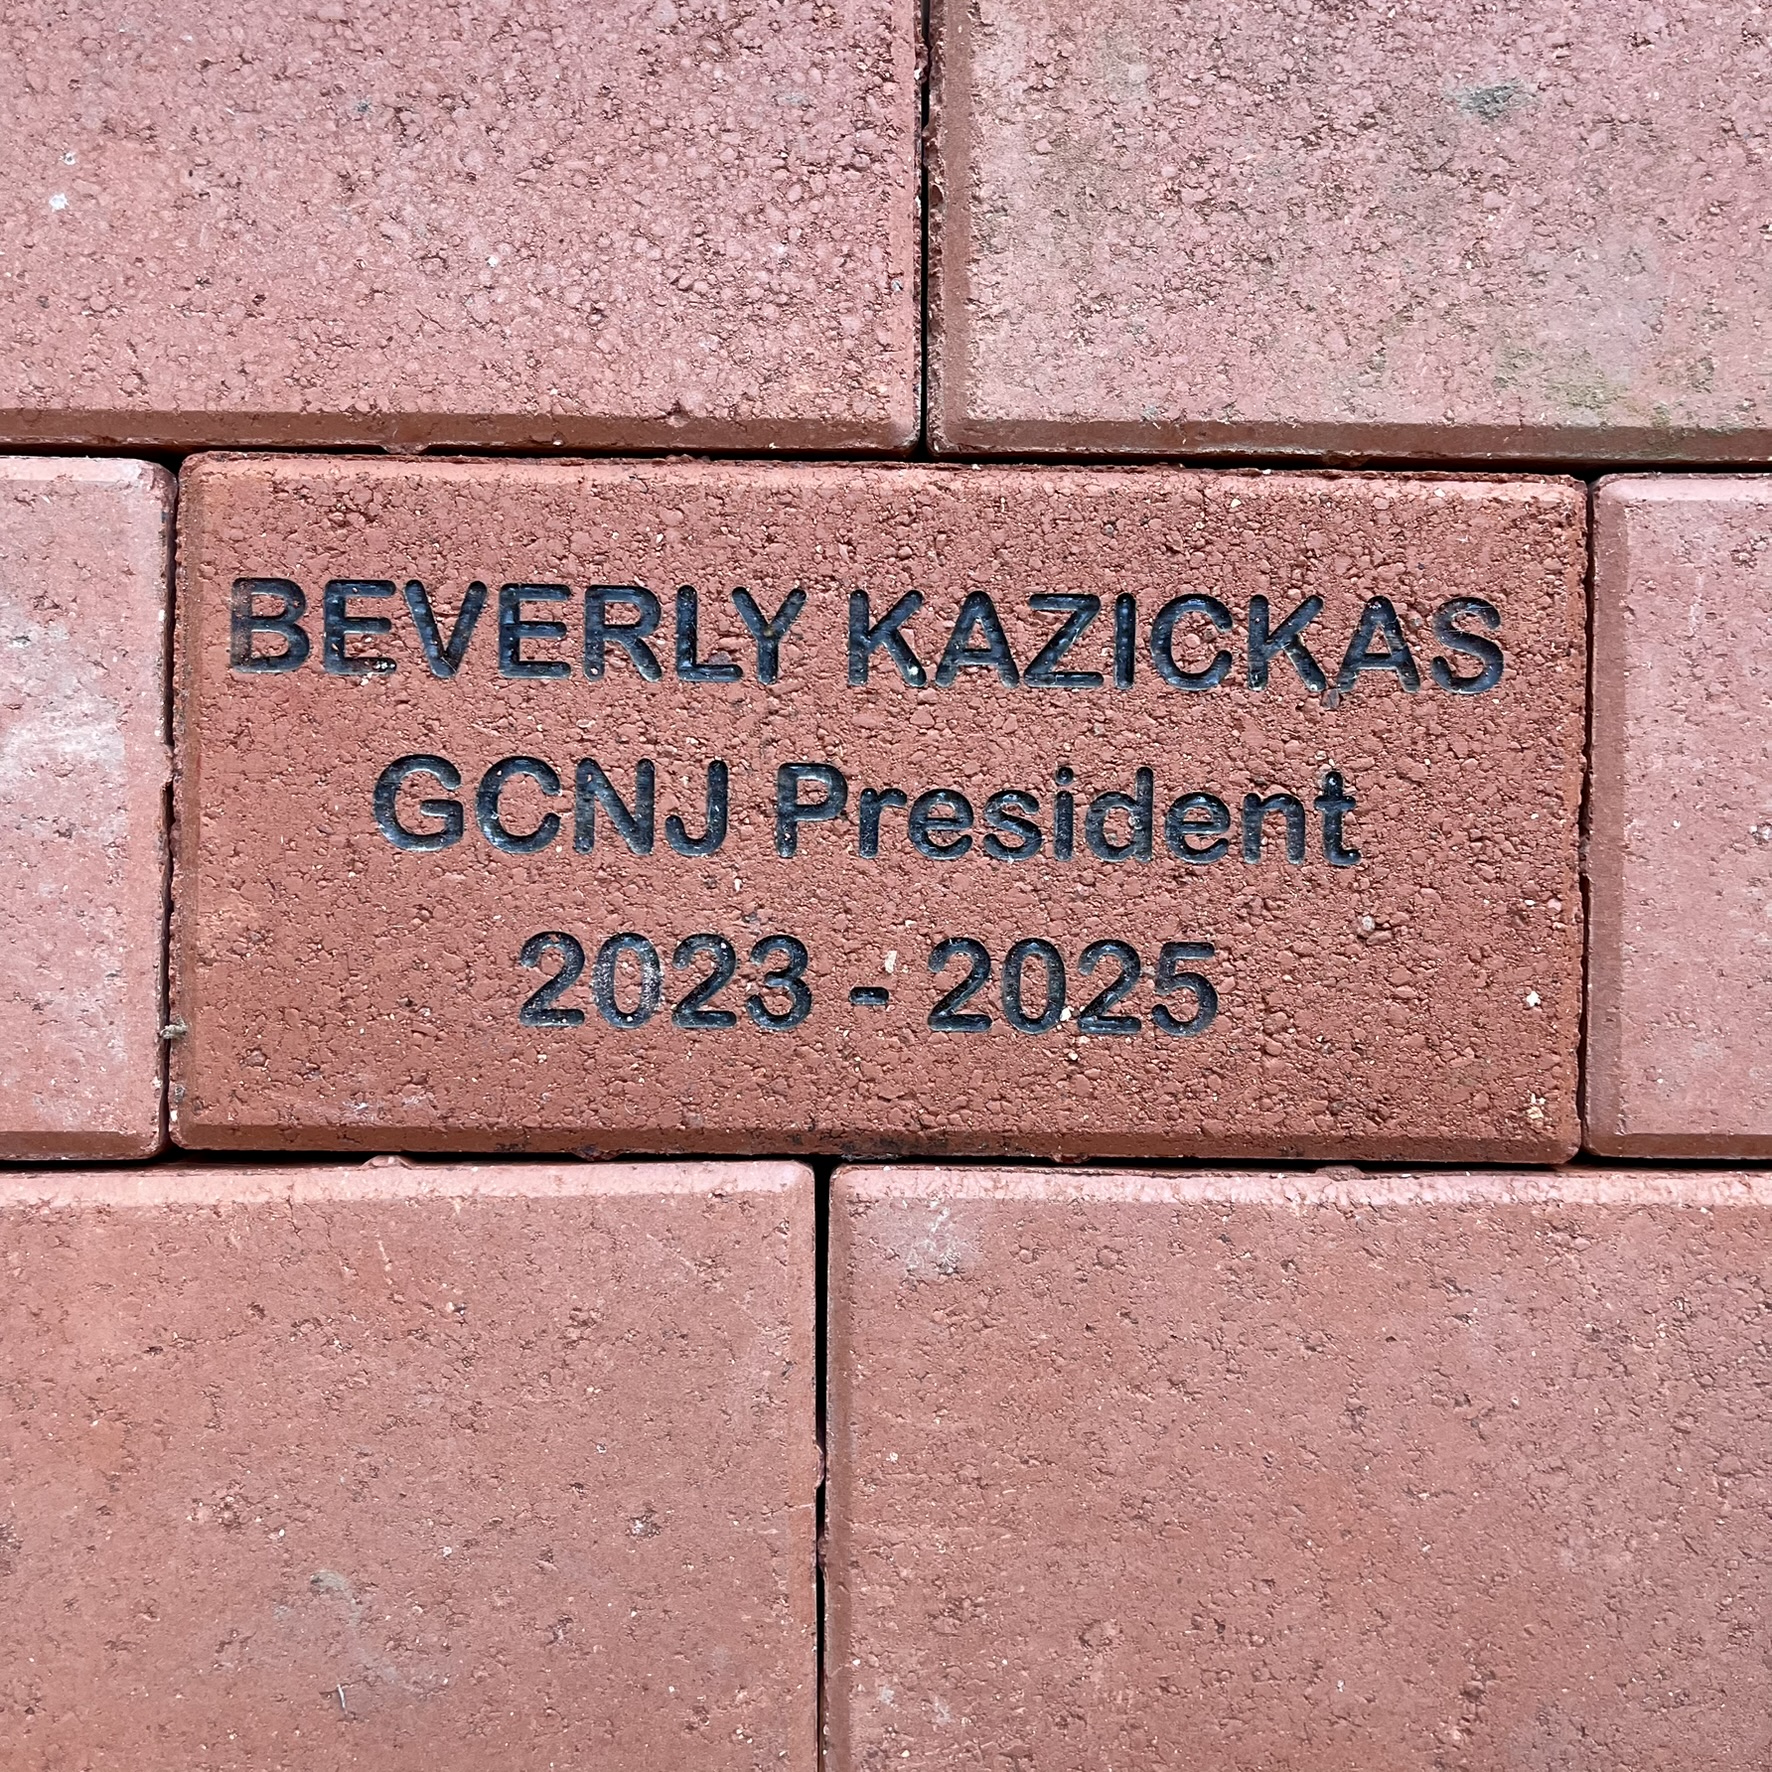 BEVERLY KAZICKAS
GCNJ President
2023 - 2025